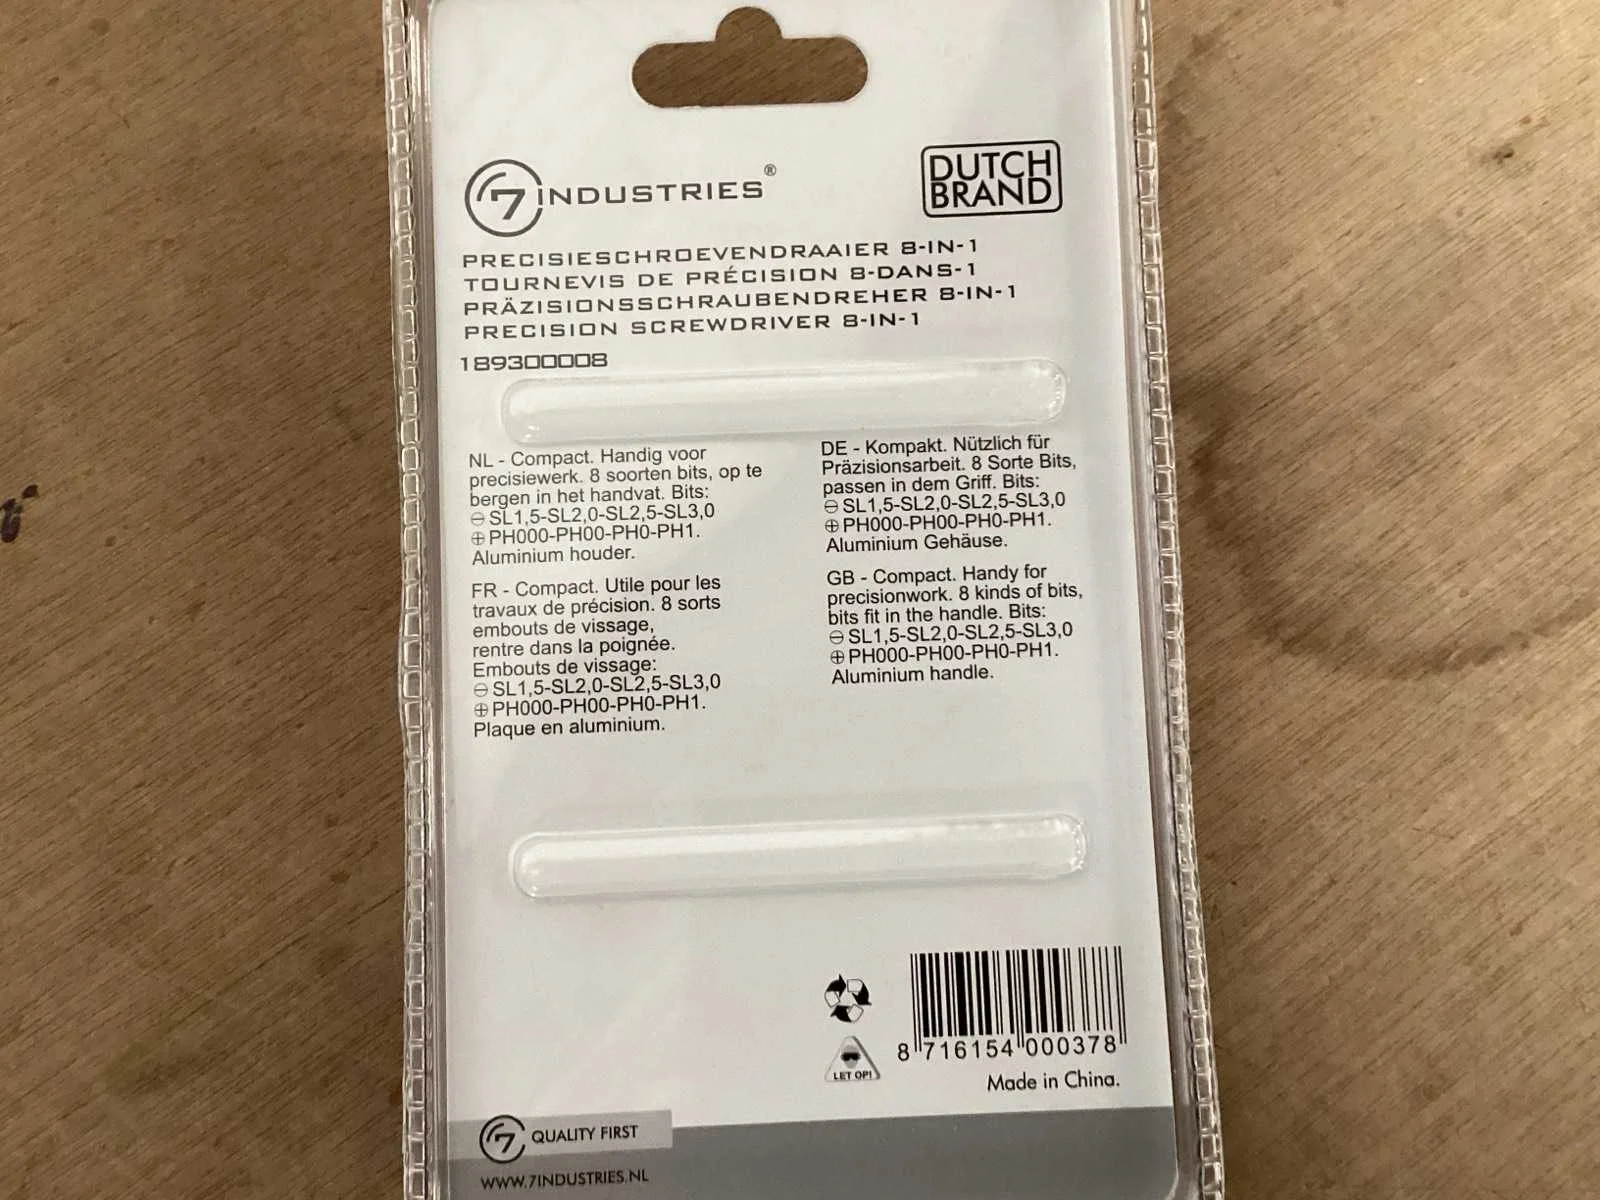 7 INDUSTRIES®
DUTCH
BRAND
PRECISIESCHROEVENDRAAIER 8-IN-1
TOURNEVIS DE PRÉCISION 8-DANS-1
PRÄZISIONSSCHRAUBENDREHER 8-IN-1
PRECISION SCREWDRIVER 8-IN-1
189300008
NL - Compact. Handig voor
precisiewerk. 8 soorten bits, op te
bergen in het handvat. Bits:
⊖ SL1,5-SL2,0-SL2,5-SL3,0
⊕ PH000-PH00-PH0-PH1.
Aluminium houder.
FR - Compact. Utile pour les
travaux de précision. 8 sorts
embouts de vissage,
rentre dans la poignée.
Embouts de vissage:
⊖ SL1,5-SL2,0-SL2,5-SL3,0
⊕ PH000-PH00-PH0-PH1.
Plaque en aluminium.
DE - Kompakt. Nützlich für
Präzisionsarbeit. 8 Sorte Bits,
passen in dem Griff. Bits:
⊖ SL1,5-SL2,0-SL2,5-SL3,0
⊕ PH000-PH00-PH0-PH1.
Aluminium Gehäuse.
GB - Compact. Handy for
precisionwork. 8 kinds of bits,
bits fit in the handle. Bits:
⊖ SL1,5-SL2,0-SL2,5-SL3,0
⊕ PH000-PH00-PH0-PH1.
Aluminium handle.
8 716154 000378
LET OP!
Made in China.
7 QUALITY FIRST
WWW.7INDUSTRIES.NL